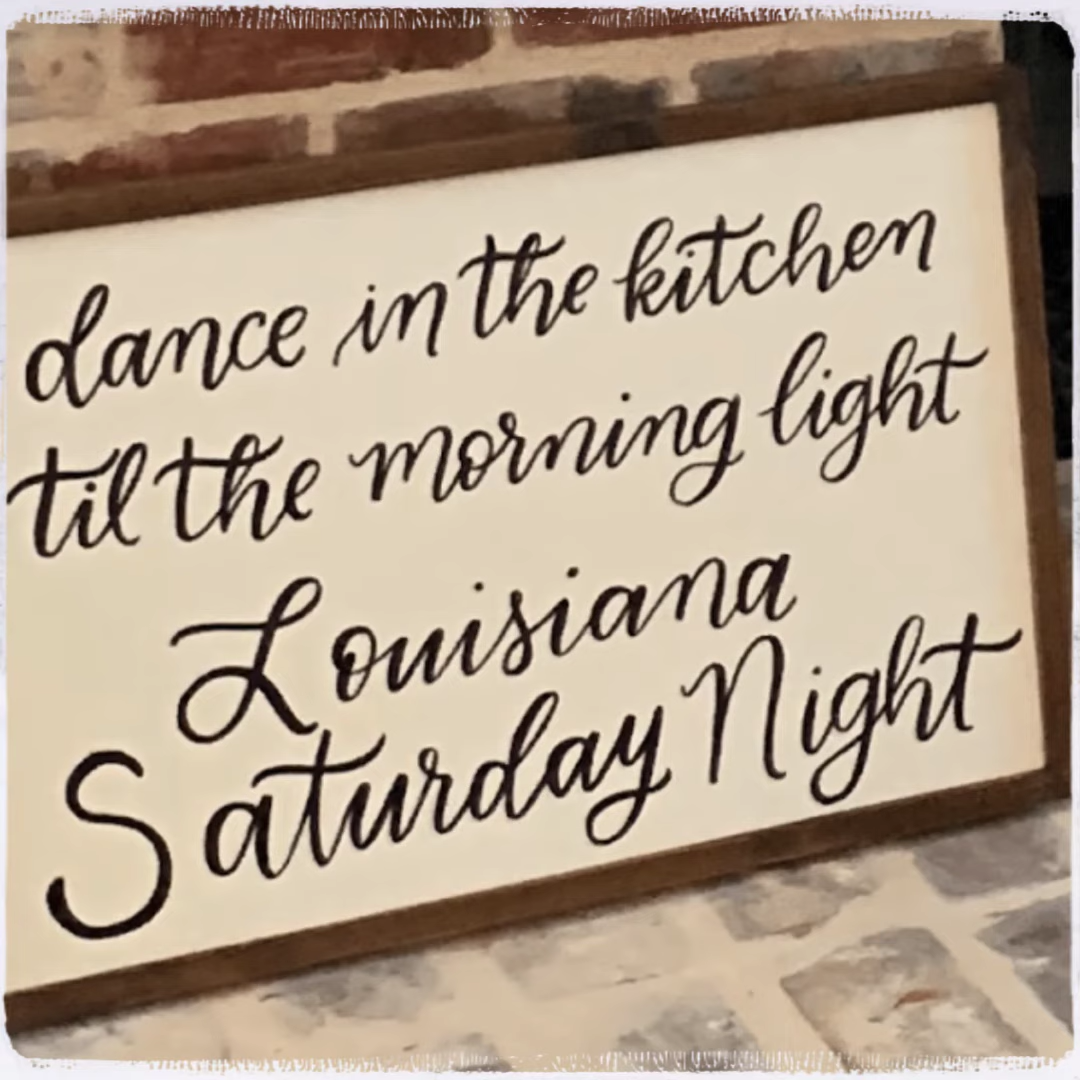 dance in the kitchen
til the morning light
Louisiana
Saturday Night